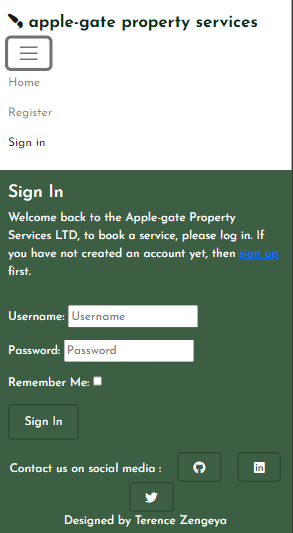 apple-gate property services
Home
Register
Sign in
Sign In
Welcome back to the Apple-gate Property
Services LTD, to book a service, please log in. If
you have not created an account yet, then sign up
first.
Username: Username
Password: Password
Remember Me:
Sign In
Contact us on social media :
Designed by Terence Zengeya